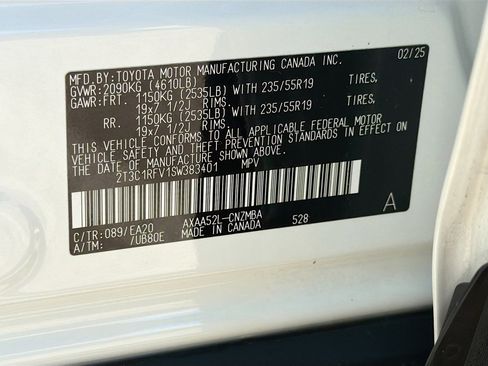 MFD. BY: TOYOTA MOTOR MANUFACTURING CANADA INC. 02/25
GVWR: 2090KG (4610LB)
GAWR: FRT. 1150KG (2535LB) WITH 235/55R19 TIRES,
19x7 1/2J RIMS.
RR. 1150KG (2535LB) WITH 235/55R19 TIRES,
19x7 1/2J RIMS.
THIS VEHICLE CONFORMS TO ALL APPLICABLE FEDERAL MOTOR
VEHICLE SAFETY AND THEFT PREVENTION STANDARDS IN EFFECT ON
THE DATE OF MANUFACTURE SHOWN ABOVE.
2T3C1RFV1SW383401 MPV
C/TR: 089/EA20 AXAA52L-CNZMBA 528 A
A/TM: /UB80E MADE IN CANADA